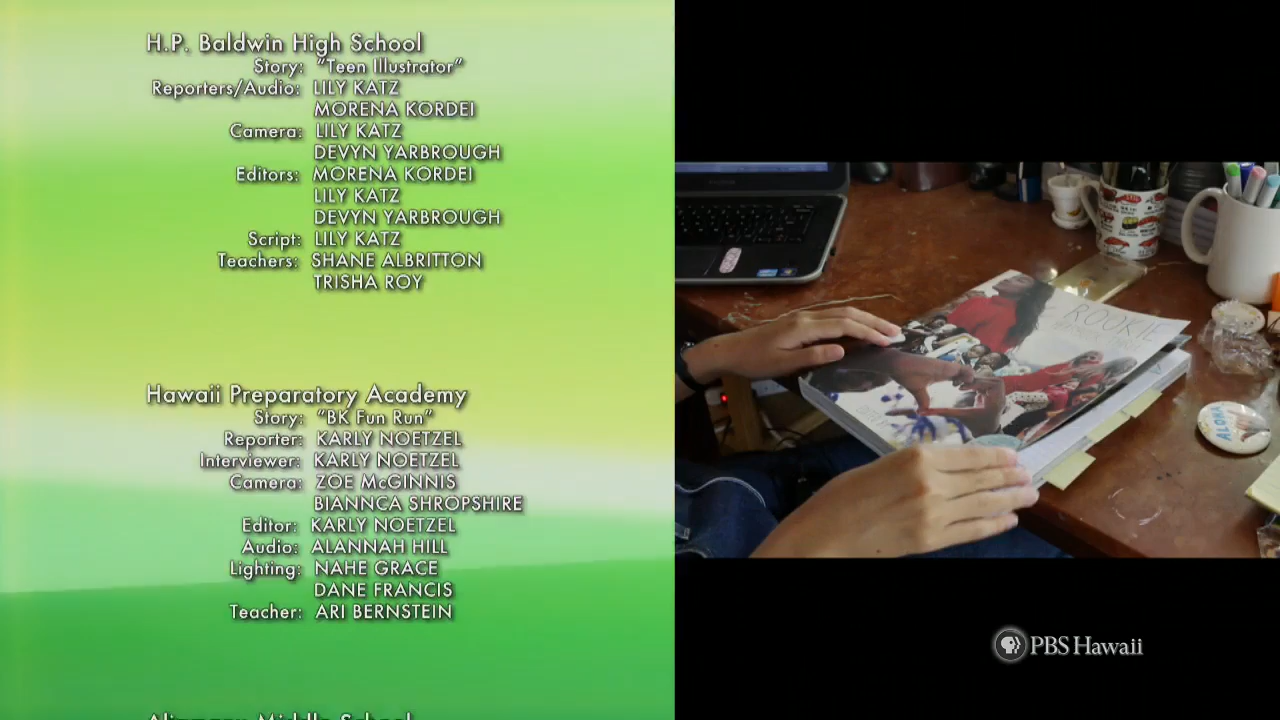 H.P. Baldwin High School
Story: "Teen Illustrator"
Reporters/Audio: LILY KATZ
MORENA KORDEI
Camera: LILY KATZ
DEVYN YARBROUGH
Editors: MORENA KORDEI
LILY KATZ
DEVYN YARBROUGH
Script: LILY KATZ
Teachers: SHANE ALBRITTON
TRISHA ROY
Hawaii Preparatory Academy
Story: "BK Fun Run"
Reporter: KARLY NOETZEL
Interviewer: KARLY NOETZEL
Camera: ZOE McGINNIS
BIANNCA SHROPSHIRE
Editor: KARLY NOETZEL
Audio: ALANNAH HILL
Lighting: NAHE GRACE
DANE FRANCIS
Teacher: ARI BERNSTEIN
Middle School
ROOKIE
ALOHA
PBS Hawaii